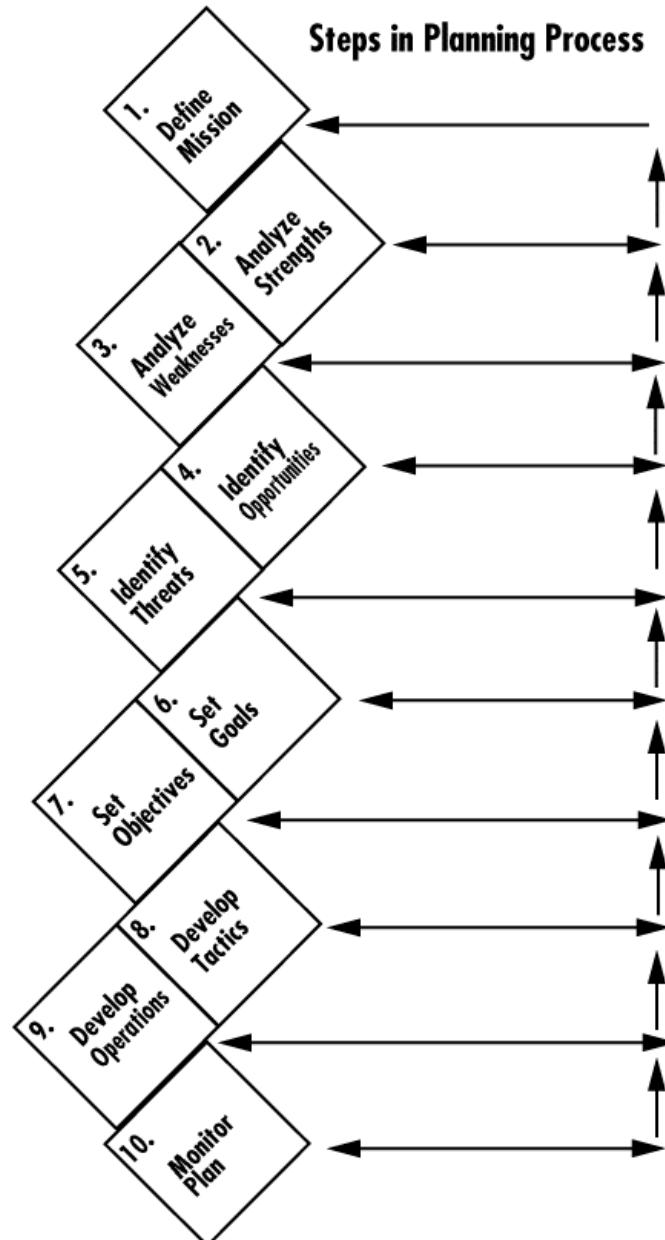 Steps in Planning Process
1.
Define
Mission
2.
Analyze
Strengths
3.
Analyze
Weaknesses
4.
Identify
Opportunities
5.
Identify
Threats
6.
Set
Goals
7.
Set
Objectives
8.
Develop
Tactics
9.
Develop
Operations
10.
Monitor
Plan